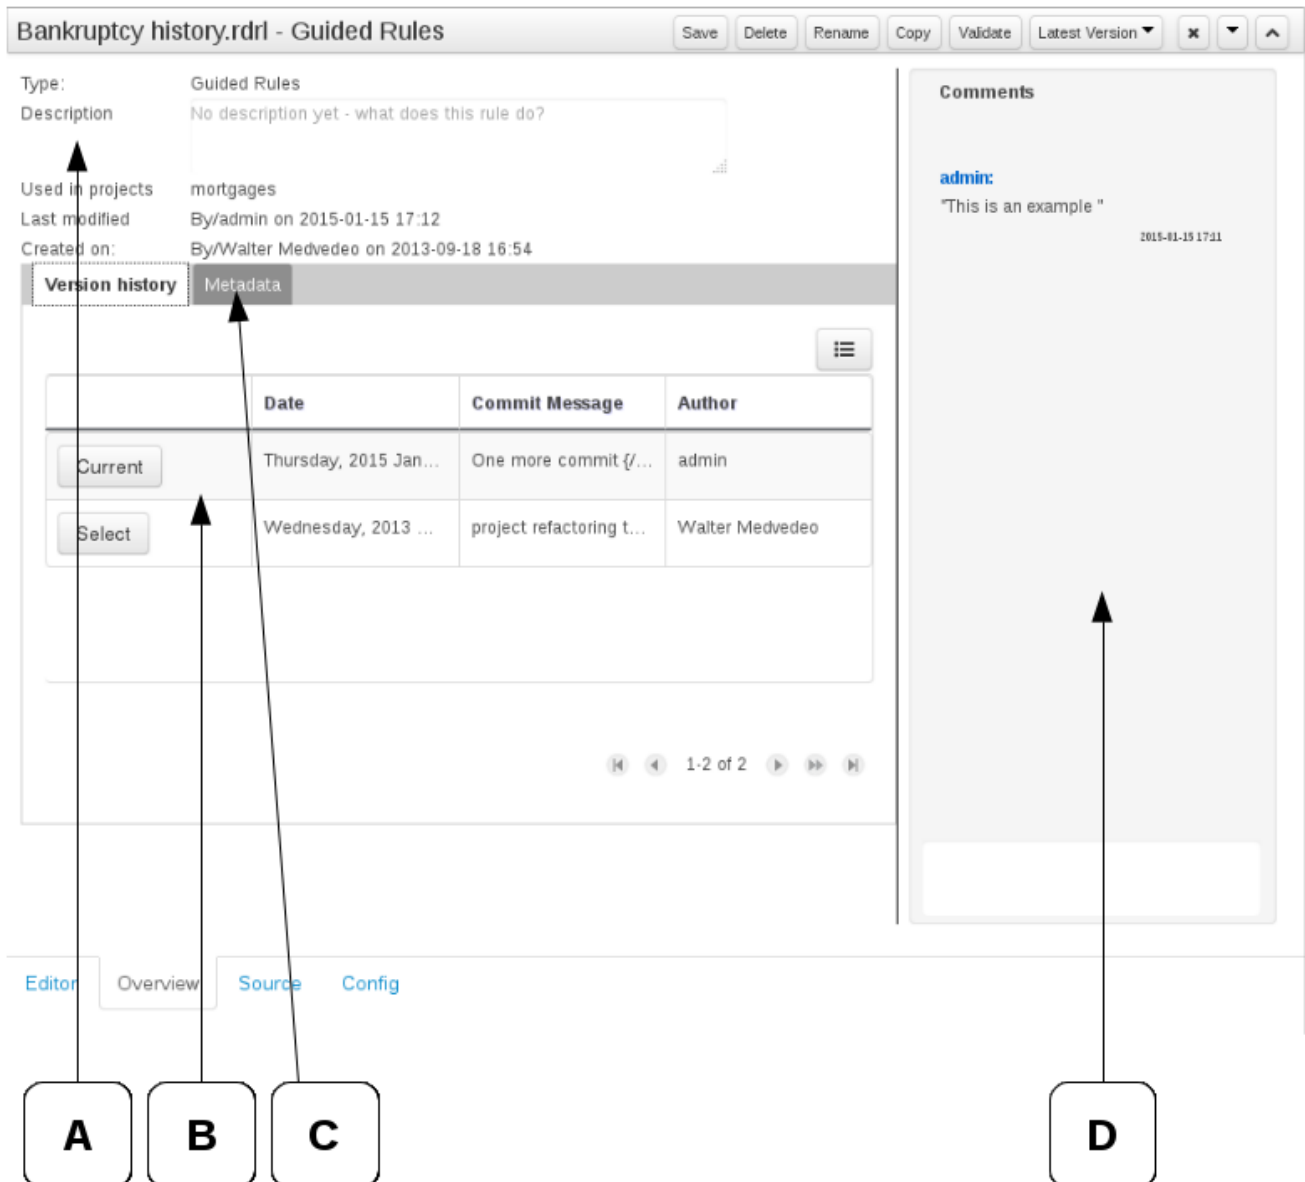 Bankruptcy history.rdrl - Guided Rules Save Delete Rename Copy Validate Latest Version
Type: Guided Rules
Description No description yet - what does this rule do?
Used in projects mortgages
Last modified By/admin on 2015-01-15 17:12
Created on: By/Walter Medvedeo on 2013-09-18 16:54
Version history Metadata
Date Commit Message Author
Current Thursday, 2015 Jan... One more commit {/... admin
Select Wednesday, 2013 ... project refactoring t... Walter Medvedeo
1-2 of 2
Comments
admin:
"This is an example "
2015-01-15 17:11
Editor Overview Source Config
A B C D